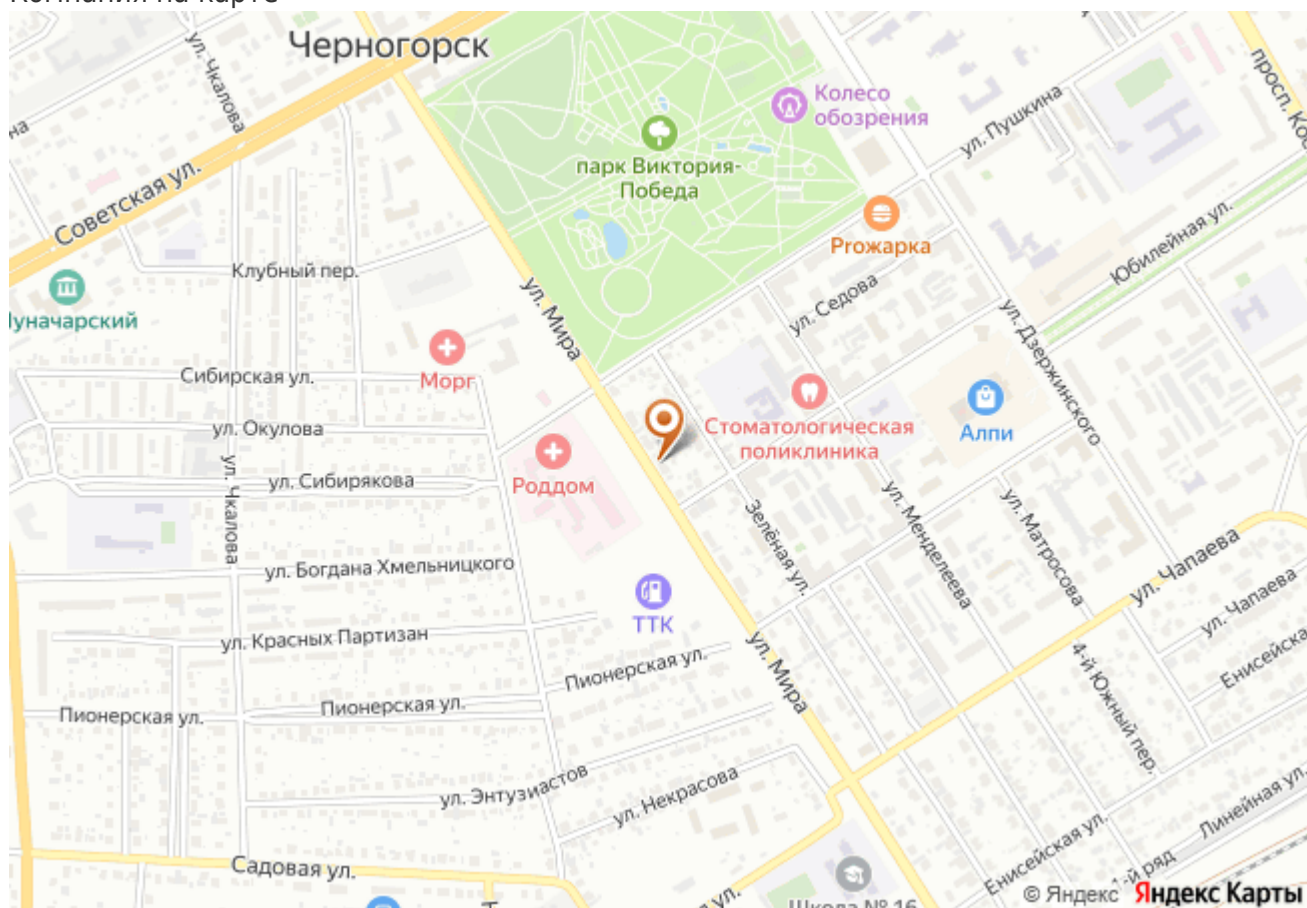 Компания на карте
Черногорск
ул. Чкалова
Колесо
обозрения
ул. Пушкина
парк Виктория-
Победа
Советская ул.
Prожарка
Юбилейная ул.
Клубный пер.
ул. Седова
ул. Мира
ул. Дзержинского
Сибирская ул.
Морг
Алпи
Стоматологическая
поликлиника
ул. Окулова
ул. Сибирякова
Роддом
ул. Чкалова
Зелёная ул.
ул. Менделеева
ул. Матросова
ул. Чапаева
ул. Богдана Хмельницкого
ТТК
ул. Чапаева
ул. Красных Партизан
Пионерская ул.
ул. Мира
4-й Южный пер.
Пионерская ул.
Пионерская ул.
ул. Энтузиастов
ул. Некрасова
Линейная ул.
Садовая ул.
Енисейская ул.
© Яндекс Яндекс Карты